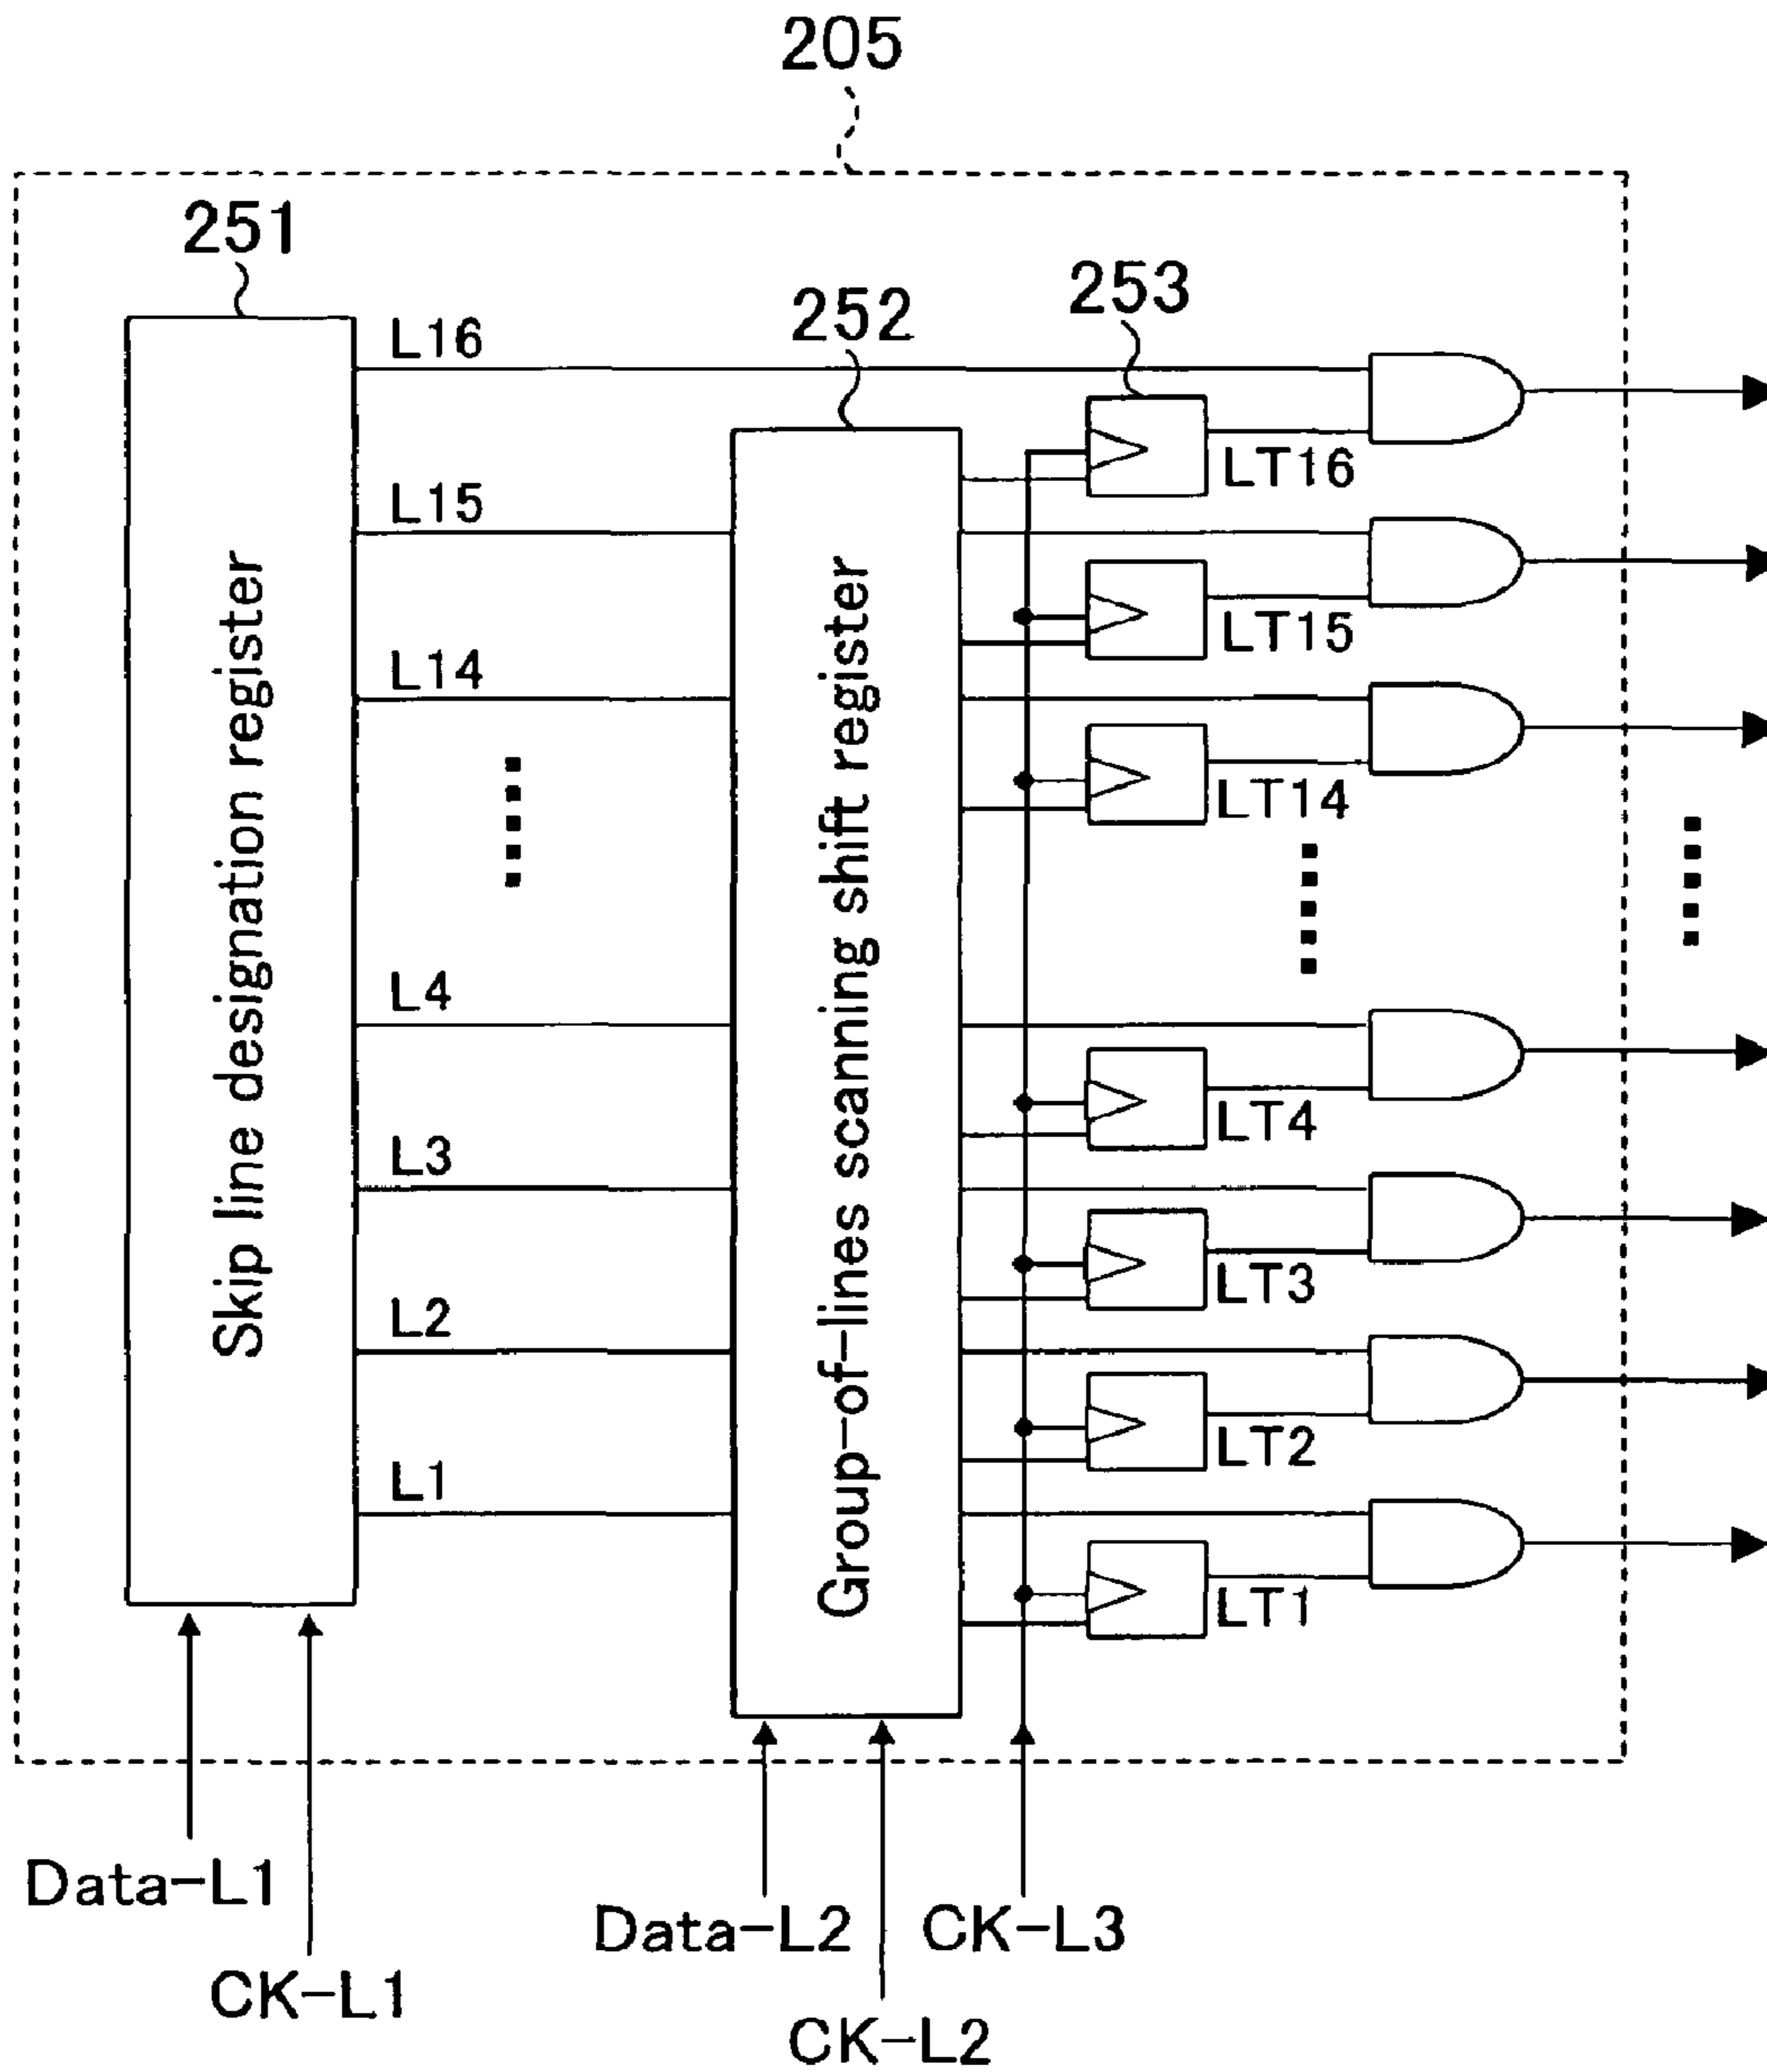 205
251
252
253
L16
LT16
L15
LT15
L14
LT14
Skip line designation register
Group-of-lines scanning shift register
L4
LT4
L3
LT3
L2
LT2
L1
LT1
Data-L1
CK-L1
Data-L2
CK-L2
CK-L3